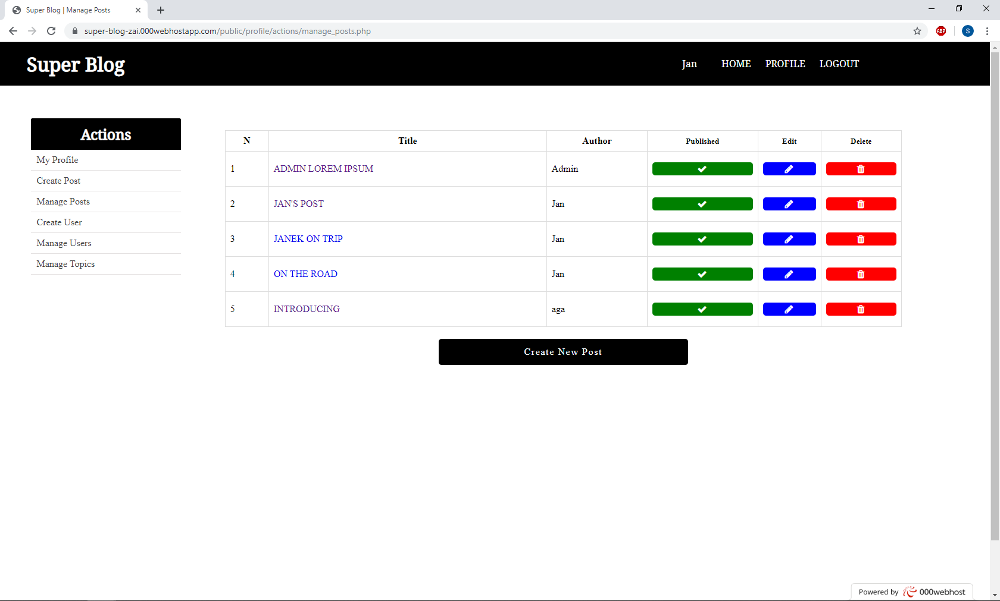 Super Blog | Manage Posts
super-blog-zai.000webhostapp.com/public/profile/actions/manage_posts.php
ABP
S
Super Blog
Jan HOME PROFILE LOGOUT
Actions
My Profile
Create Post
Manage Posts
Create User
Manage Users
Manage Topics
N Title Author Published Edit Delete
1 ADMIN LOREM IPSUM Admin
2 JAN'S POST Jan
3 JANEK ON TRIP Jan
4 ON THE ROAD Jan
5 INTRODUCING aga
Create New Post
Powered by 000webhost